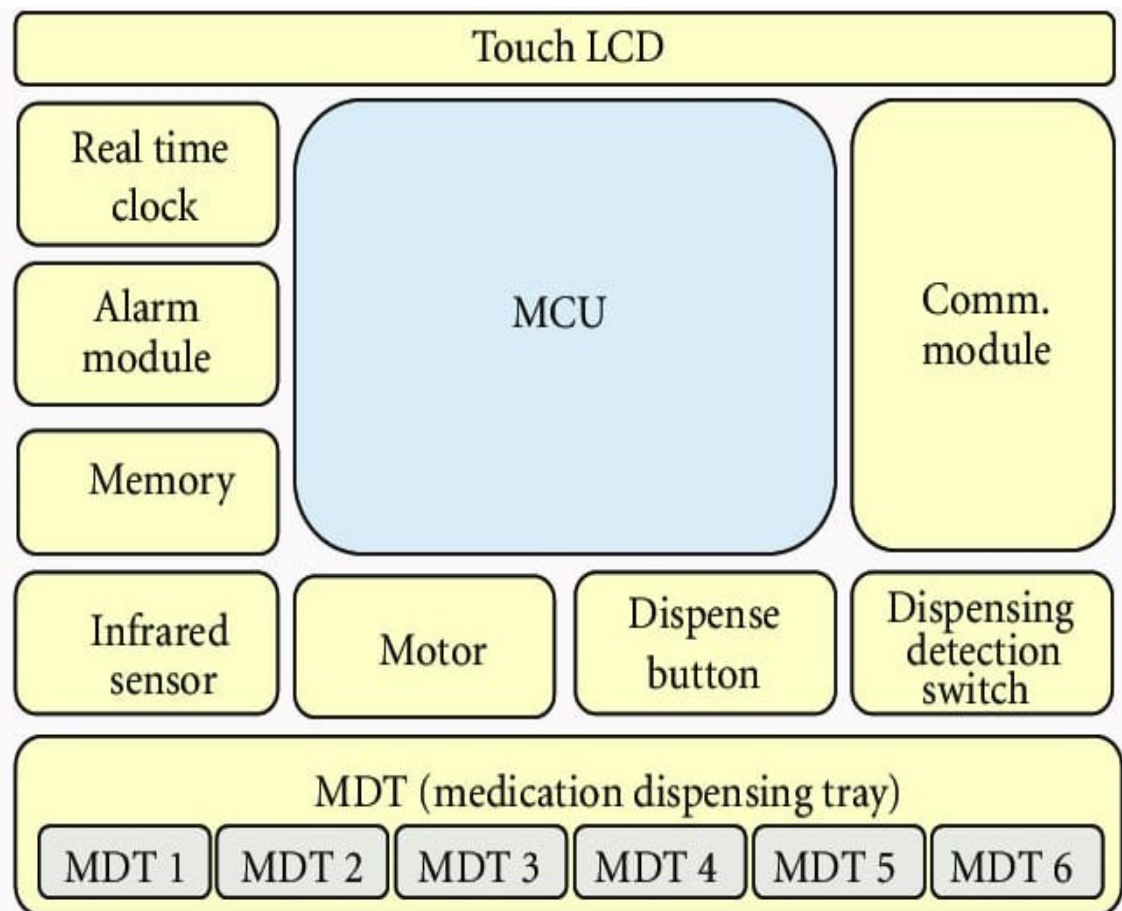 Touch LCD
Real time
clock
Alarm
module
Memory
MCU
Comm.
module
Infrared
sensor
Motor
Dispense
button
Dispensing
detection
switch
MDT (medication dispensing tray)
MDT 1
MDT 2
MDT 3
MDT 4
MDT 5
MDT 6